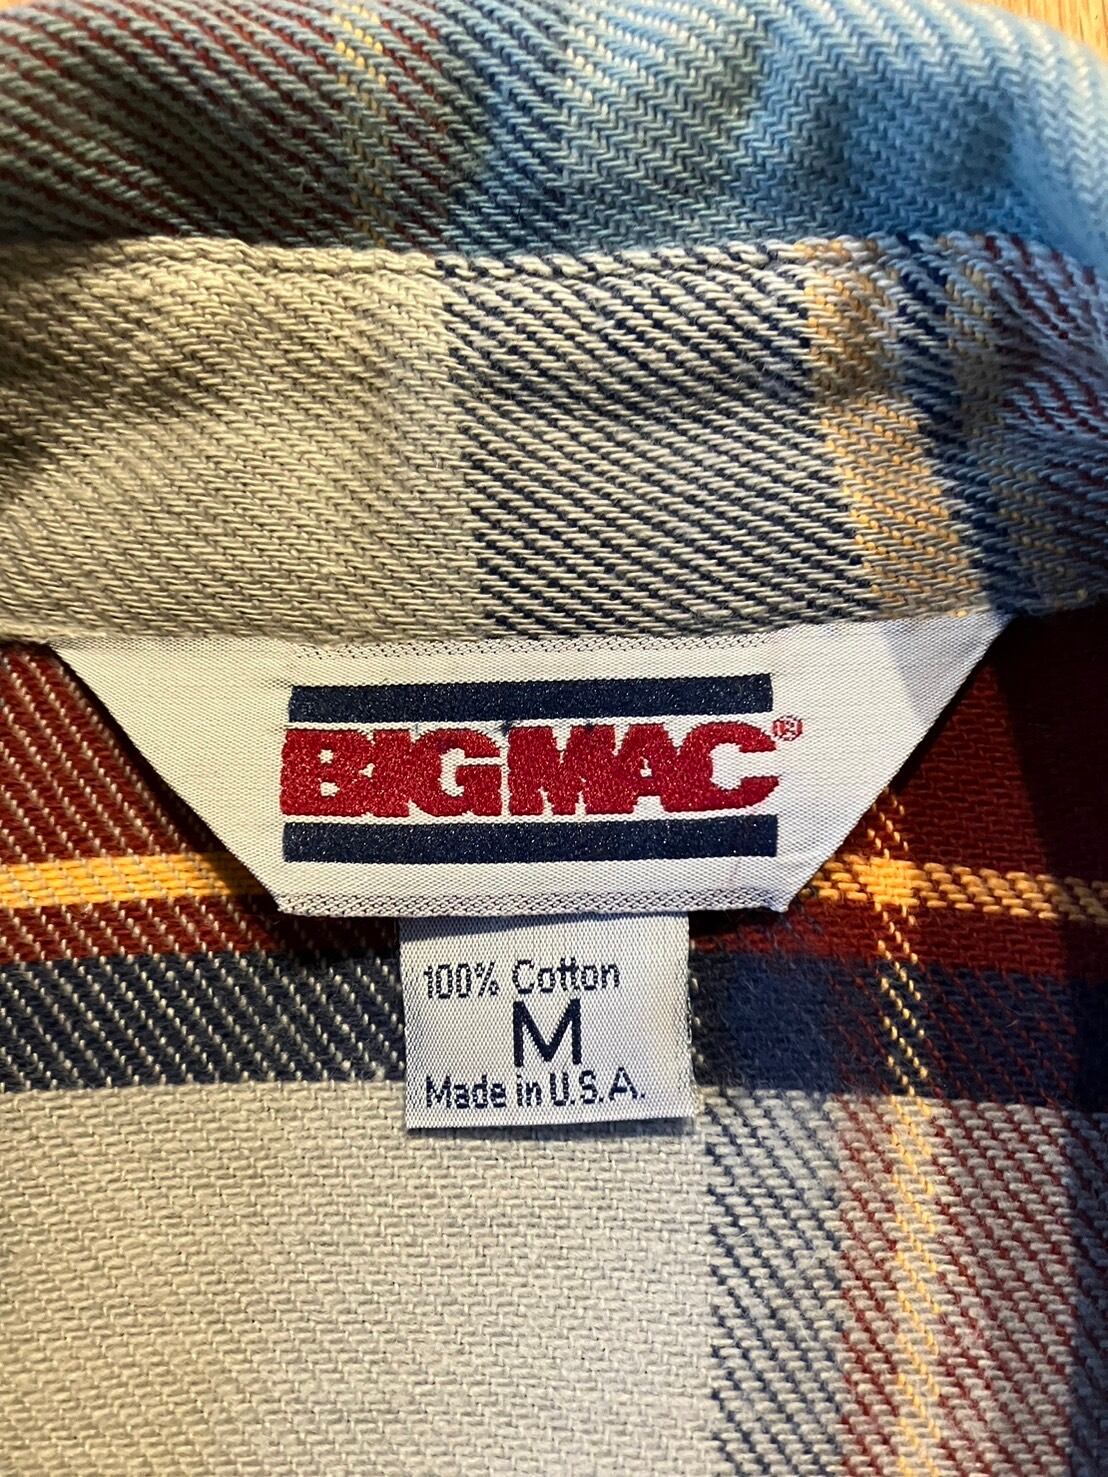 BIG MAC®
100% Cotton
M
Made in U.S.A.